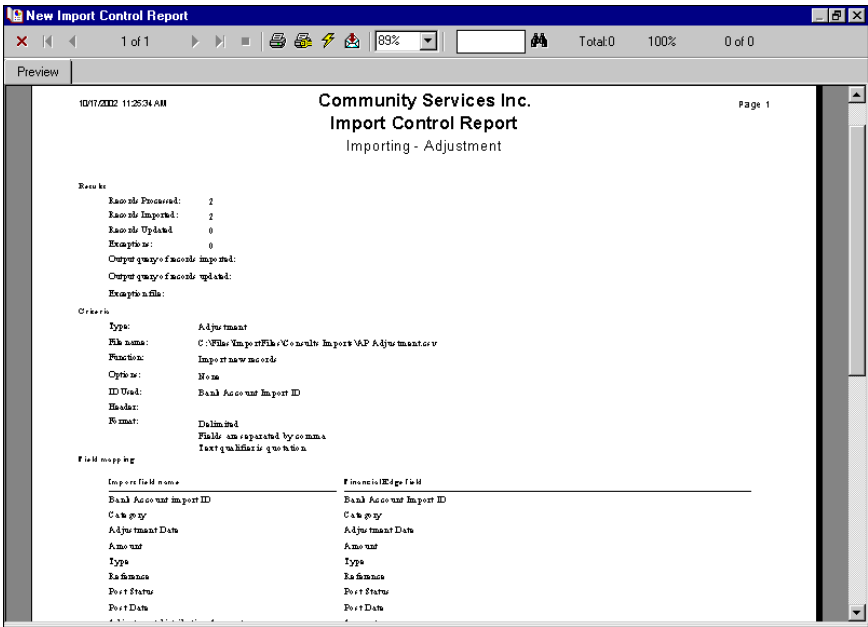 New Import Control Report
1 of 1 89% Total:0 100% 0 of 0
Preview
10/17/2002 11:25:34 AM Community Services Inc. Page 1
Import Control Report
Importing - Adjustment
Results
Records Processed: 2
Records Imported: 2
Records Updated 0
Exceptions: 0
Output query of records imported:
Output query of records updated:
Exception file:
Criteria
Type: Adjustment
File name: C:\Files\ImportFiles\Consults Imports\AP Adjustment.csv
Function: Import new records
Options: None
ID Used: Bank Account Import ID
Header:
Format: Delimited
Fields are separated by comma
Text qualifier is quotation
Field mapping
Import field name Financial Edge field
Bank Account import ID Bank Account Import ID
Category Category
Adjustment Date Adjustment Date
Amount Amount
Type Type
Reference Reference
Post Status Post Status
Post Date Post Date